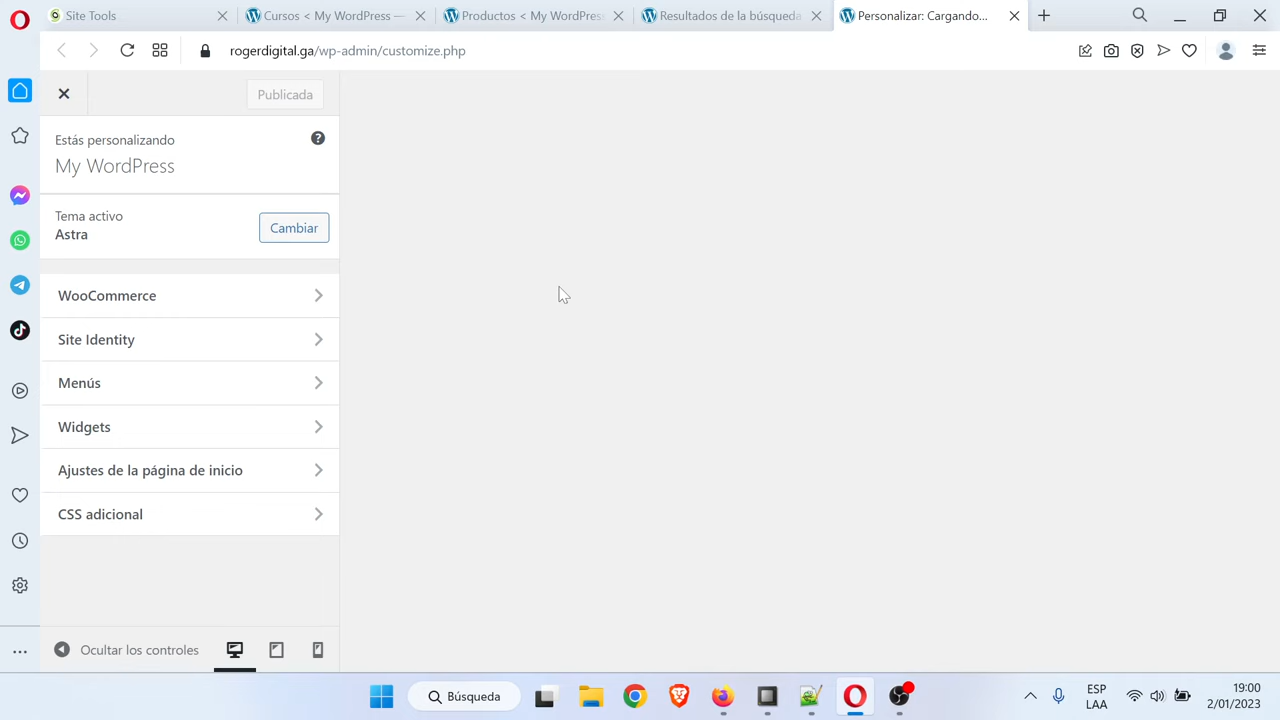 Site Tools
Cursos < My WordPress —
Productos < My WordPress
Resultados de la búsqueda
Personalizar: Cargando...
rogerdigital.ga/wp-admin/customize.php
Publicada
Estás personalizando
My WordPress
Tema activo
Astra
Cambiar
WooCommerce
Site Identity
Menús
Widgets
Ajustes de la página de inicio
CSS adicional
Ocultar los controles
Búsqueda
ESP
LAA
19:00
2/01/2023